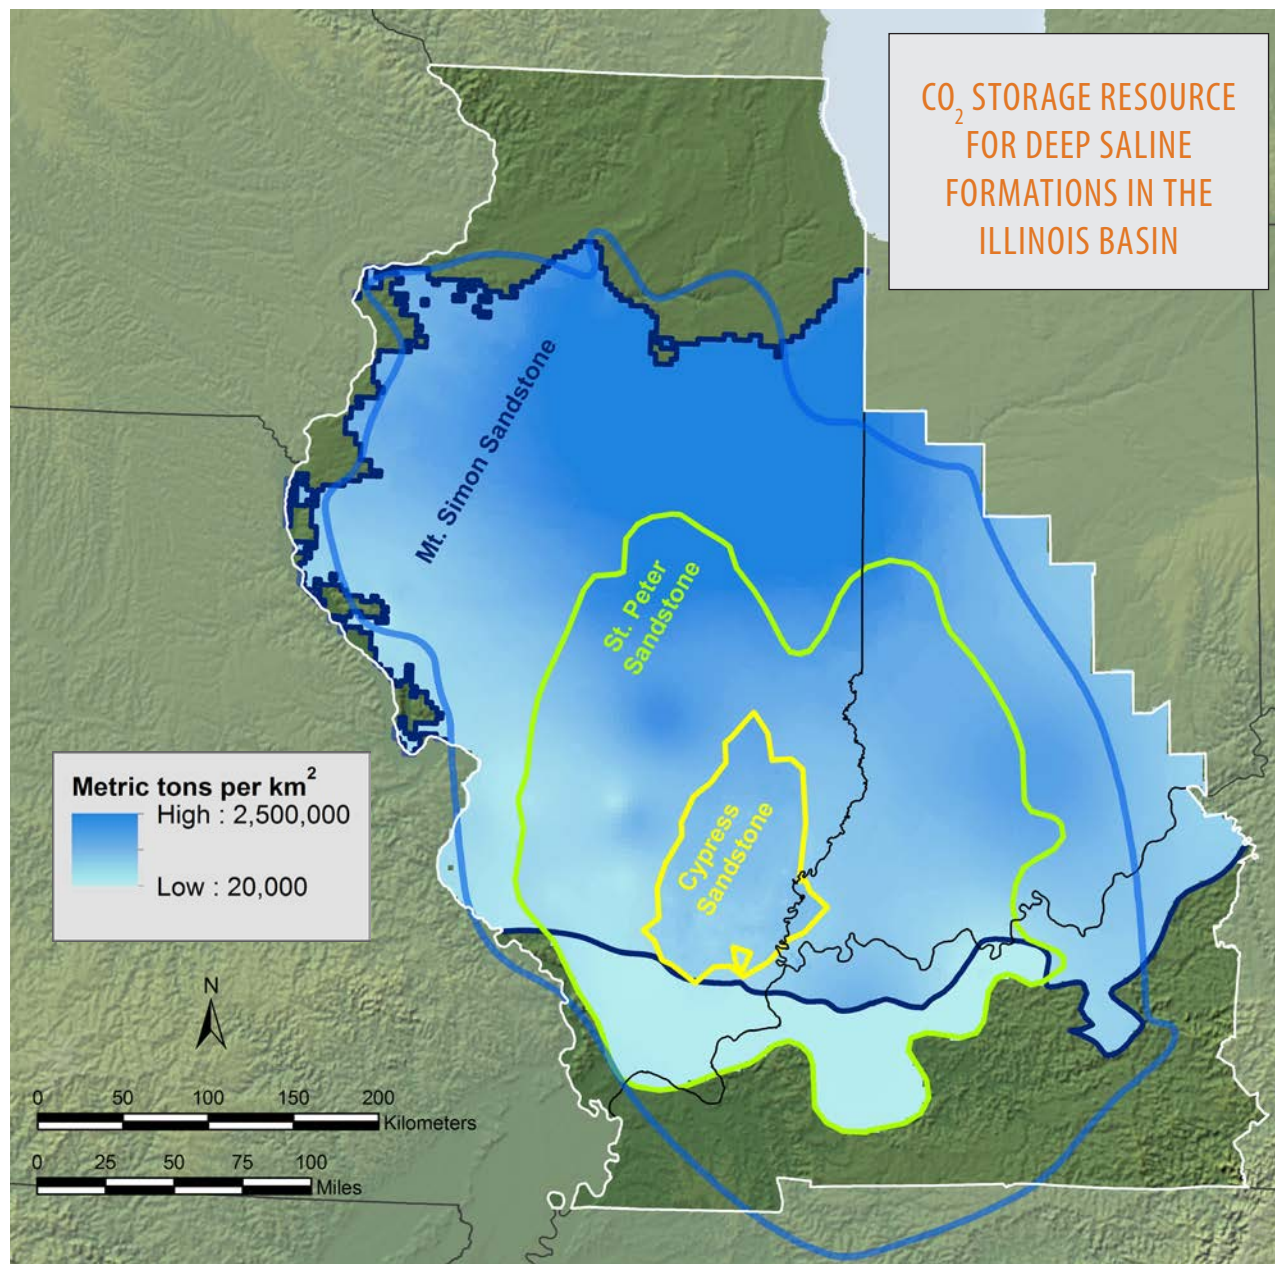 CO₂ STORAGE RESOURCE
FOR DEEP SALINE
FORMATIONS IN THE
ILLINOIS BASIN
Mt. Simon Sandstone
St. Peter
Sandstone
Cypress
Sandstone
Metric tons per km²
High : 2,500,000
Low : 20,000
N
0 50 100 150 200
Kilometers
0 25 50 75 100
Miles